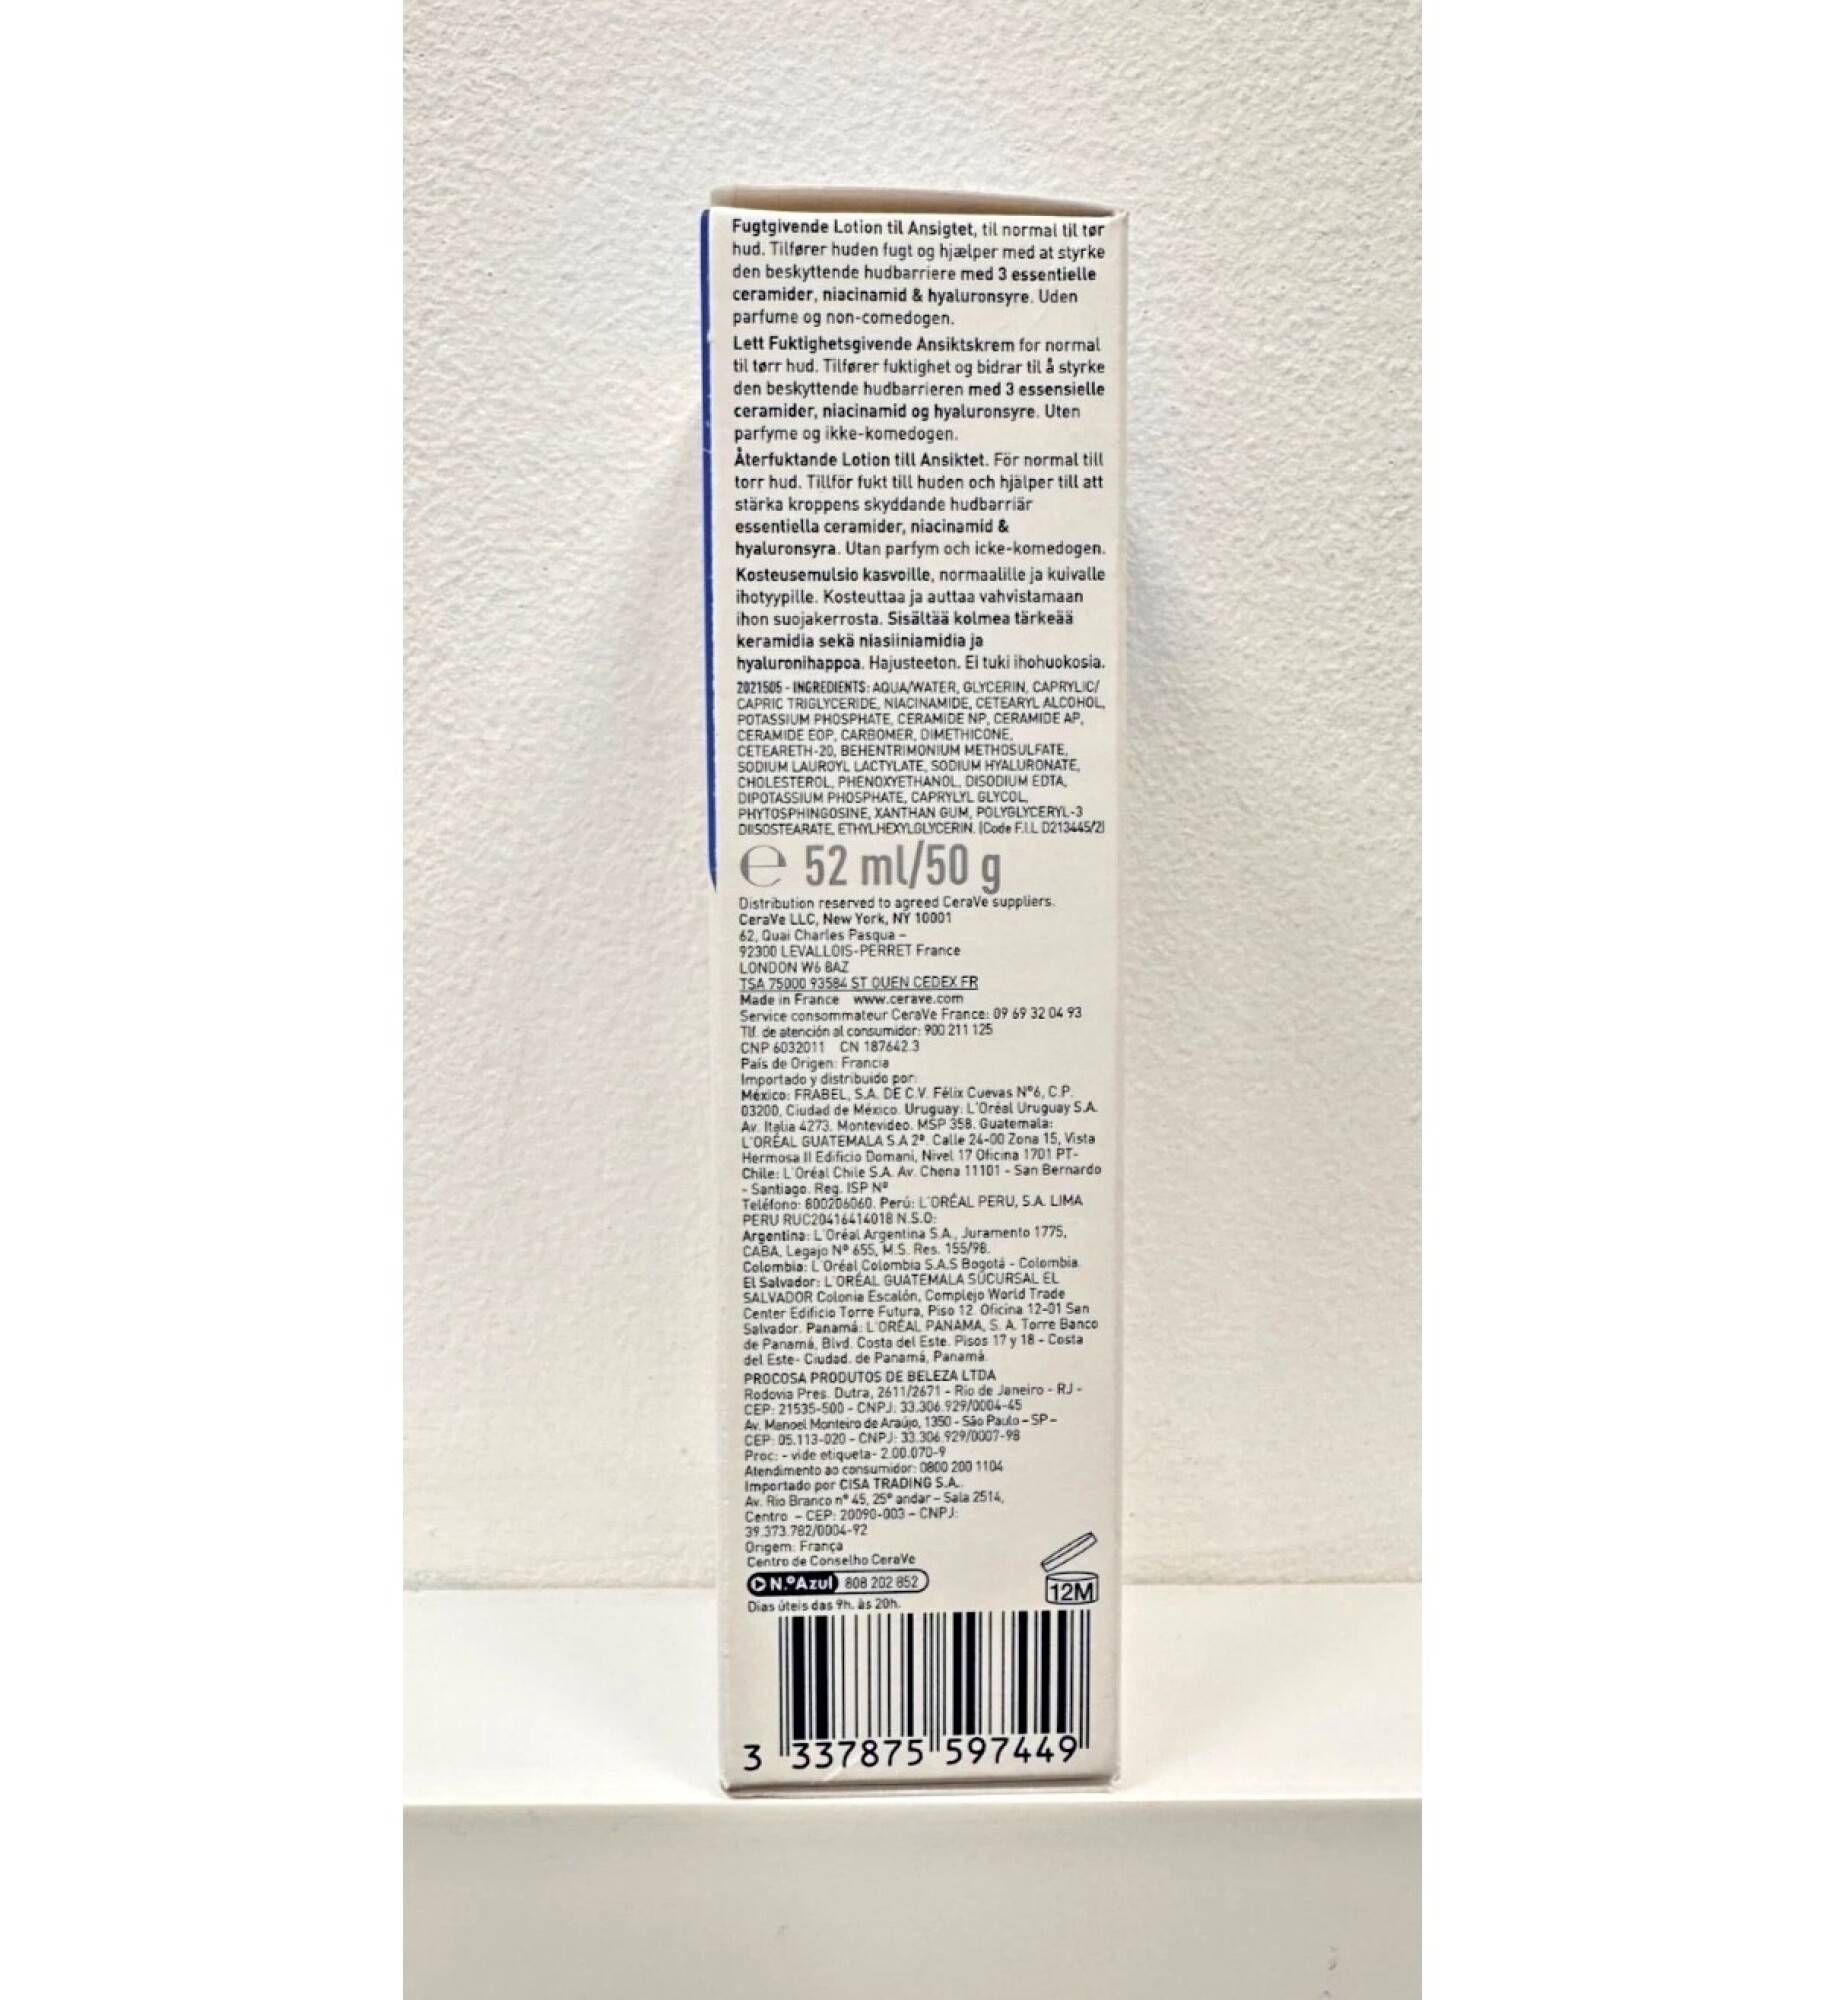 Fugtgivende Lotion til Ansigtet, til normal til tør
hud. Tilfører huden fugt og hjælper med at styrke
den beskyttende hudbarriere med 3 essentielle
ceramider, niacinamid & hyaluronsyre. Uden
parfume og non-comedogen.
Lett Fuktighetsgivende Ansiktskrem for normal
til tørr hud. Tilfører fuktighet og bidrar til å styrke
den beskyttende hudbarrieren med 3 essensielle
ceramider, niacinamid og hyaluronsyre. Uten
parfyme og ikke-komedogen.
Återfuktande Lotion till Ansiktet. För normal till
torr hud. Tillför fukt till huden och hjälper till att
stärka kroppens skyddande hudbarriär
essentiella ceramider, niacinamid &
hyaluronsyra. Utan parfym och icke-komedogen.
Kosteusemulsio kasvoille, normaalille ja kuivalle
ihotyypille. Kosteuttaa ja auttaa vahvistamaan
ihon suojakerrosta. Sisältää kolmea tärkeää
keramidia sekä niasiiniamidia ja
hyaluronihappoa. Hajusteeton. Ei tuki ihohuokosia.
2021505 - INGREDIENTS: AQUA/WATER, GLYCERIN, CAPRYLIC/
CAPRIC TRIGLYCERIDE, NIACINAMIDE, CETEARYL ALCOHOL,
POTASSIUM PHOSPHATE, CERAMIDE NP, CERAMIDE AP,
CERAMIDE EOP, CARBOMER, DIMETHICONE,
CETEARETH-20, BEHENTRIMONIUM METHOSULFATE,
SODIUM LAUROYL LACTYLATE, SODIUM HYALURONATE,
CHOLESTEROL, PHENOXYETHANOL, DISODIUM EDTA,
DIPOTASSIUM PHOSPHATE, CAPRYLYL GLYCOL,
PHYTOSPHINGOSINE, XANTHAN GUM, POLYGLYCERYL-3
DIISOSTEARATE, ETHYLHEXYLGLYCERIN. (Code F.I.L. D213445/2)
℮ 52 ml/50 g
Distribution reserved to agreed CeraVe suppliers.
CeraVe LLC, New York, NY 10001
62, Quai Charles Pasqua –
92300 LEVALLOIS-PERRET France
LONDON W6 8AZ
TSA 75000 93584 ST OUEN CEDEX FR
Made in France www.cerave.com
Service consommateur CeraVe France: 09 69 32 04 93
Tlf. de atención al consumidor: 900 211 125
CNP 6032011 CN 187642.3
País de Origen: Francia
Importado y distribuido por:
México: FRABEL, S.A. DE C.V. Félix Cuevas Nº6, C.P.
03200, Ciudad de México. Uruguay: L'Oréal Uruguay S.A.
Av. Italia 4273. Montevideo. MSP 358. Guatemala:
L'ORÉAL GUATEMALA S.A 2ª. Calle 24-00 Zona 15, Vista
Hermosa II Edificio Domani, Nivel 17 Oficina 1701 PT-
Chile: L'Oréal Chile S.A. Av. Chena 11101 - San Bernardo
- Santiago. Reg. ISP Nº
Teléfono: 800206060. Perú: L'ORÉAL PERU, S.A. LIMA
PERU RUC20416414018 N.S.O:
Argentina: L'Oréal Argentina S.A., Juramento 1775,
CABA, Legajo Nº 655, M.S. Res. 155/98.
Colombia: L'Oréal Colombia S.A.S Bogotá - Colombia.
El Salvador: L'ORÉAL GUATEMALA SUCURSAL EL
SALVADOR Colonia Escalón, Complejo World Trade
Center Edificio Torre Futura, Piso 12. Oficina 12-01 San
Salvador. Panamá: L'ORÉAL PANAMA, S. A. Torre Banco
de Panamá, Blvd. Costa del Este. Pisos 17 y 18 - Costa
del Este- Ciudad. de Panamá, Panamá.
PROCOSA PRODUTOS DE BELEZA LTDA
Rodovia Pres. Dutra, 2611/2671 - Rio de Janeiro - RJ -
CEP: 21535-500 - CNPJ: 33.306.929/0004-45
Av. Manoel Monteiro de Araújo, 1350 - São Paulo – SP –
CEP: 05.113-020 - CNPJ: 33.306.929/0007-98
Proc: - vide etiqueta- 2.00.070-9
Atendimento ao consumidor: 0800 200 1104
Importado por CISA TRADING S.A.
Av. Rio Branco nº 45, 25º andar – Sala 2514,
Centro – CEP: 20090-003 – CNPJ:
39.373.782/0004-92
Origem: França
Centro de Conselho CeraVe
N.ºAzul 808 202 852
12M
Dias úteis das 9h. às 20h.
3 337875 597449